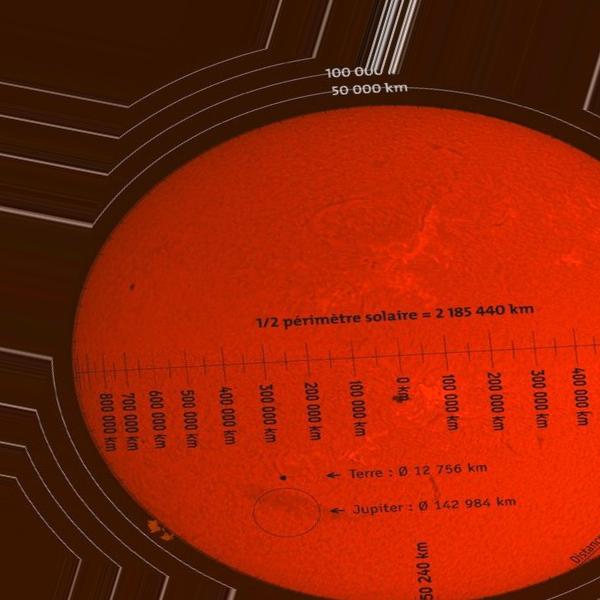 100 000
50 000 km
1/2 périmètre solaire = 2 185 440 km
800 000 km
700 000 km
600 000 km
500 000 km
400 000 km
300 000 km
200 000 km
100 000 km
0 km
100 000 km
200 000 km
300 000 km
400 000 km
← Terre : Ø 12 756 km
← Jupiter : Ø 142 984 km
50 240 km
Distance